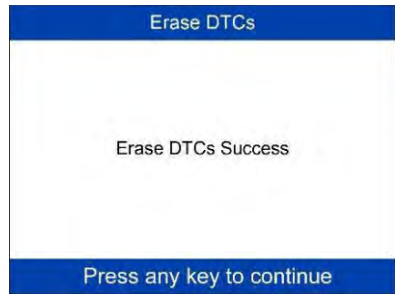 Erase DTCs
Erase DTCs Success
Press any key to continue